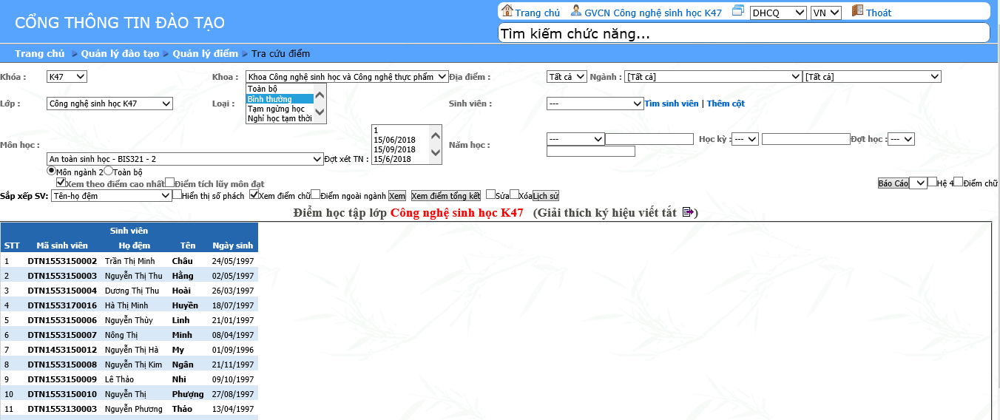 CỔNG THÔNG TIN ĐÀO TẠO
Trang chủ GVCN Công nghệ sinh học K47 DHCQ VN Thoát
Tìm kiếm chức năng...
Trang chủ Quản lý đào tạo Quản lý điểm Tra cứu điểm
Khóa : K47 Khoa : Khoa Công nghệ sinh học và Công nghệ thực phẩm Địa điểm : Tất cả Ngành : [Tất cả] [Tất cả]
Toàn bộ
Bình thường
Lớp : Công nghệ sinh học K47 Loại : Sinh viên : --- Tìm sinh viên | Thêm cột
Tạm ngừng học
Nghỉ học tạm thời
1
15/06/2018
15/09/2018
15/6/2018
Môn học : Năm học : --- Học kỳ : --- Đợt học : ---
An toàn sinh học - BIS321 - 2 Đợt xét TN :
Môn ngành 2 Toàn bộ
Xem theo điểm cao nhất Điểm tích lũy môn đạt Báo Cáo Hệ 4 Điểm chữ
Sắp xếp SV: Tên-họ đệm Hiển thị số phách Xem điểm chữ Điểm ngoài ngành Xem Xem điểm tổng kết Sửa Xóa Lịch sử
Điểm học tập lớp Công nghệ sinh học K47 (Giải thích ký hiệu viết tắt )
Sinh viên
STT Mã sinh viên Họ đệm Tên Ngày sinh
1 DTN1553150002 Trần Thị Minh Châu 24/05/1997
2 DTN1553150003 Nguyễn Thị Thu Hằng 02/05/1997
3 DTN1553150004 Dương Thị Thu Hoài 26/03/1997
4 DTN1553170016 Hà Thị Minh Huyền 18/07/1997
5 DTN1553150006 Nguyễn Thùy Linh 21/01/1997
6 DTN1553150007 Nông Thị Minh 08/04/1997
7 DTN1453150012 Nguyễn Thị Hà My 01/09/1996
8 DTN1553150008 Nguyễn Thị Kim Ngân 21/11/1997
9 DTN1553150009 Lê Thảo Nhi 09/10/1997
10 DTN1553150010 Nguyễn Thị Phượng 27/08/1997
11 DTN1553130003 Nguyễn Phương Thảo 13/04/1997